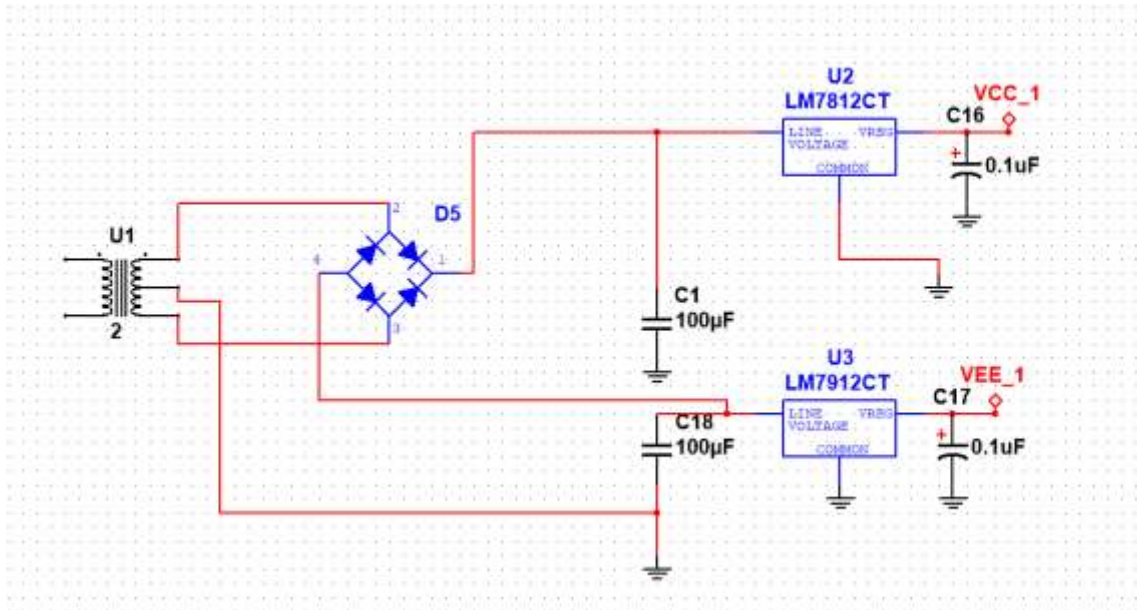 U2
LM7812CT
VCC_1
C16
LINE VREG
VOLTAGE
COMMON
+
0.1uF
2
D5
U1
4
1
3
2
C1
100µF
U3
LM7912CT
VEE_1
C17
C18
100µF
LINE VREG
VOLTAGE
COMMON
+
0.1uF